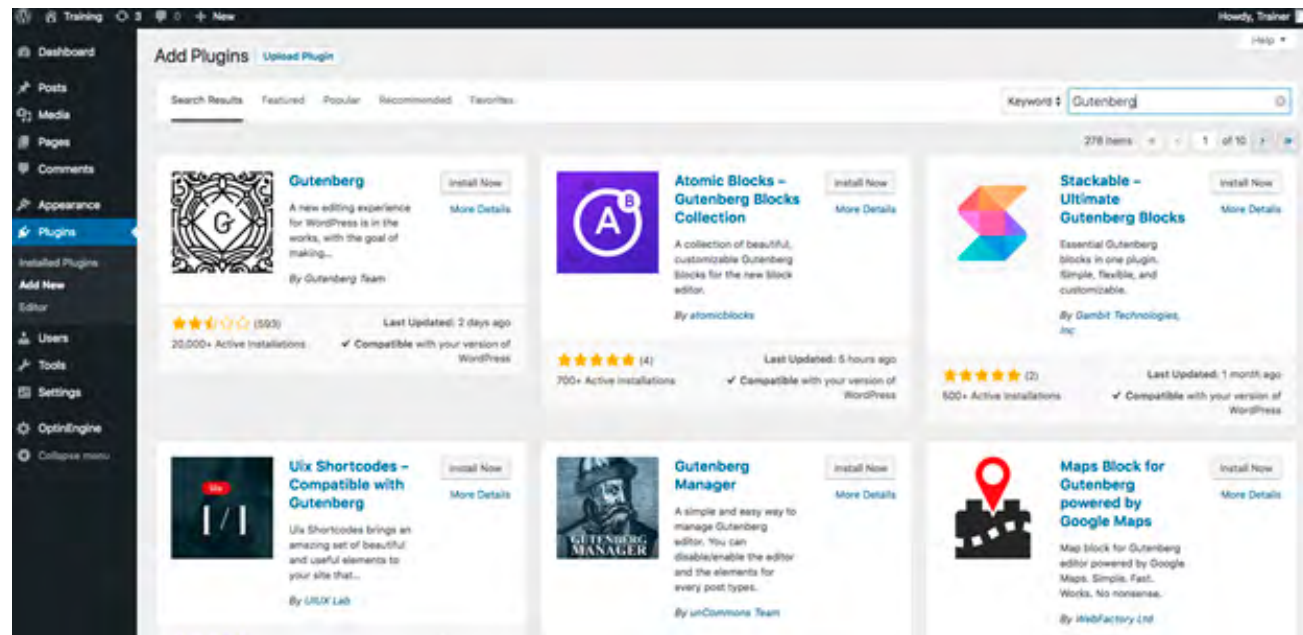 Training 3 0 + New
Howdy, Trainer
Help
Dashboard
Posts
Media
Pages
Comments
Appearance
Plugins
Installed Plugins
Add New
Editor
Users
Tools
Settings
OptinEngine
Collapse menu
Add Plugins Upload Plugin
Search Results Featured Popular Recommended Favorites
Keyword Gutenberg
276 items « ‹ 1 of 10 › »
Gutenberg
Install Now
More Details
A new editing experience
for WordPress is in the
works, with the goal of
making...
By Gutenberg Team
(593)
Last Updated: 2 days ago
20,000+ Active Installations
✔ Compatible with your version of
WordPress
Atomic Blocks –
Gutenberg Blocks
Collection
Install Now
More Details
A collection of beautiful,
customizable Gutenberg
blocks for the new block
editor.
By atomicblocks
(4)
Last Updated: 5 hours ago
700+ Active Installations
✔ Compatible with your version of
WordPress
Stackable –
Ultimate
Gutenberg Blocks
Install Now
More Details
Essential Gutenberg
blocks in one plugin.
Simple, flexible, and
customizable.
By Gambit Technologies,
Inc
(2)
Last Updated: 1 month ago
500+ Active Installations
✔ Compatible with your version of
WordPress
Uix Shortcodes –
Compatible with
Gutenberg
Install Now
More Details
Uix Shortcodes brings an
amazing set of beautiful
and useful elements to
your site that...
By UIUX Lab
GUTENBERG
MANAGER
Gutenberg
Manager
Install Now
More Details
A simple and easy way to
manage Gutenberg
editor. You can
disable/enable the editor
and the elements for
every post types.
By unCommons Team
Maps Block for
Gutenberg
powered by
Google Maps
Install Now
More Details
Map block for Gutenberg
editor powered by Google
Maps. Simple. Fast.
Works. No nonsense.
By WebFactory Ltd